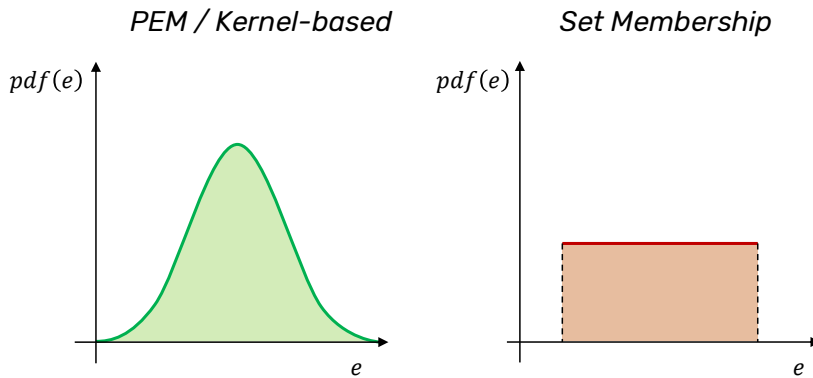 PEM / Kernel-based
Set Membership
pdf(e)
pdf(e)
e
e